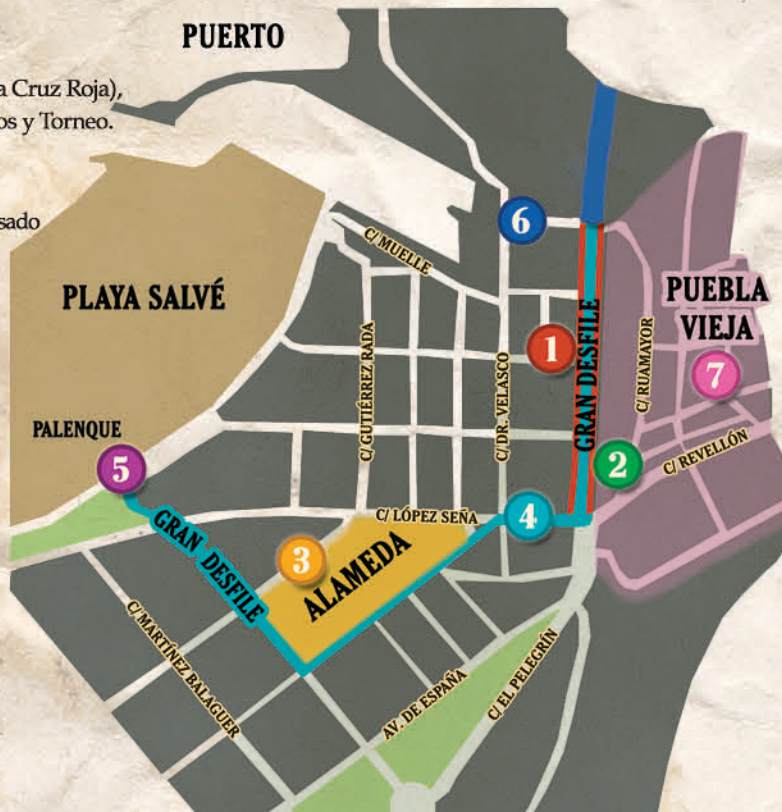 PUERTO
a Cruz Roja),
os y Torneo.
sado
6
C/ MUELLE
PLAYA SALVÉ
PUEBLA
VIEJA
1
GRAN DESFILE
C/ RUAMAYOR
7
C/ GUTIÉRREZ RADA
C/ DR. VELASCO
PALENQUE
5
2
C/ REVELLÓN
C/ LÓPEZ SEÑA
4
GRAN DESFILE
3
ALAMEDA
C/ MARTÍNEZ BALAGUER
AV. DE ESPAÑA
C/ EL PELEGRÍN